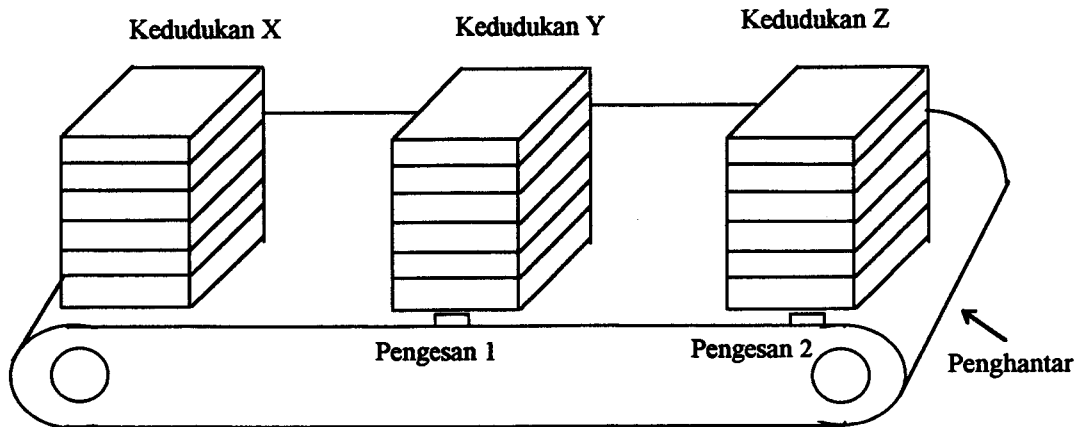 Kedudukan X
Kedudukan Y
Kedudukan Z
Pengesan 1
Pengesan 2
Penghantar